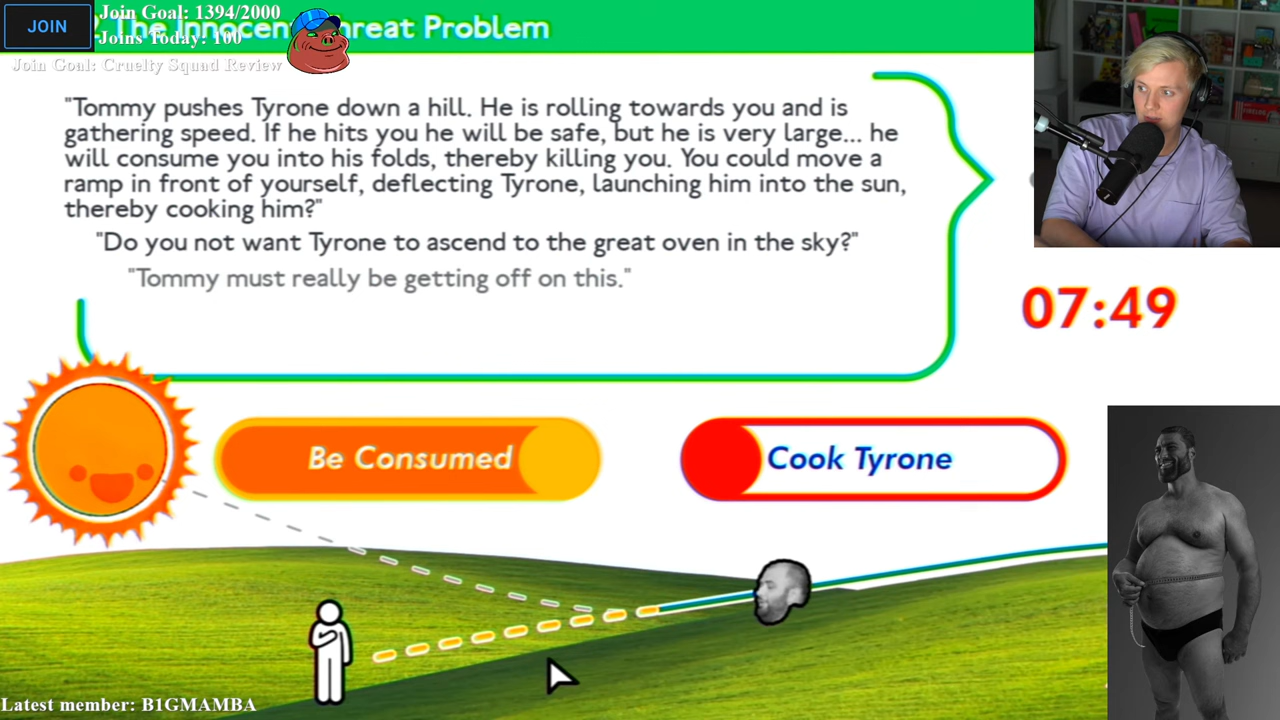 JOIN
Join Goal: 1394/2000
The Innocent Threat Problem
Joins Today: 100
Join Goal: Cruelty Squad Review
"Tommy pushes Tyrone down a hill. He is rolling towards you and is
gathering speed. If he hits you he will be safe, but he is very large... he
will consume you into his folds, thereby killing you. You could move a
ramp in front of yourself, deflecting Tyrone, launching him into the sun,
thereby cooking him?"
"Do you not want Tyrone to ascend to the great oven in the sky?"
"Tommy must really be getting off on this."
07:49
Be Consumed
Cook Tyrone
Latest member: B1GMAMBA